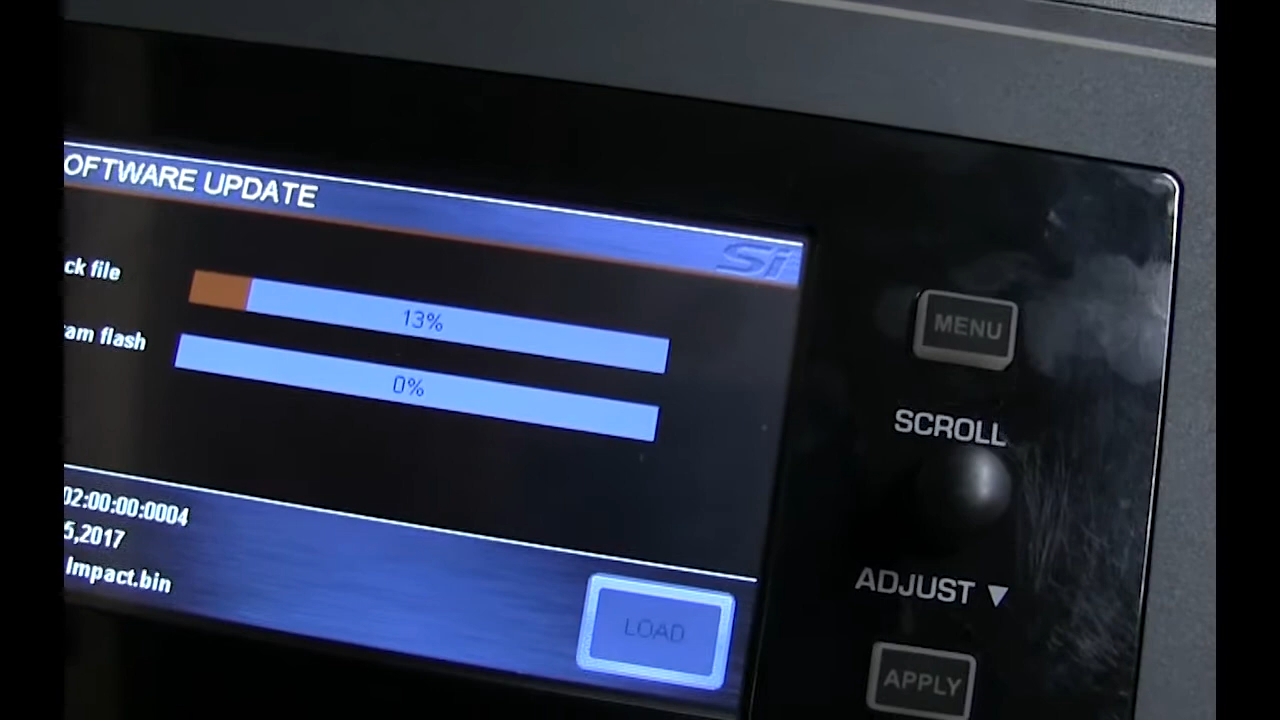 OFTWARE UPDATE
Si
ck file
13%
am flash
0%
02:00:00:0004
5,2017
Impact.bin
LOAD
MENU
SCROLL
ADJUST ▼
APPLY